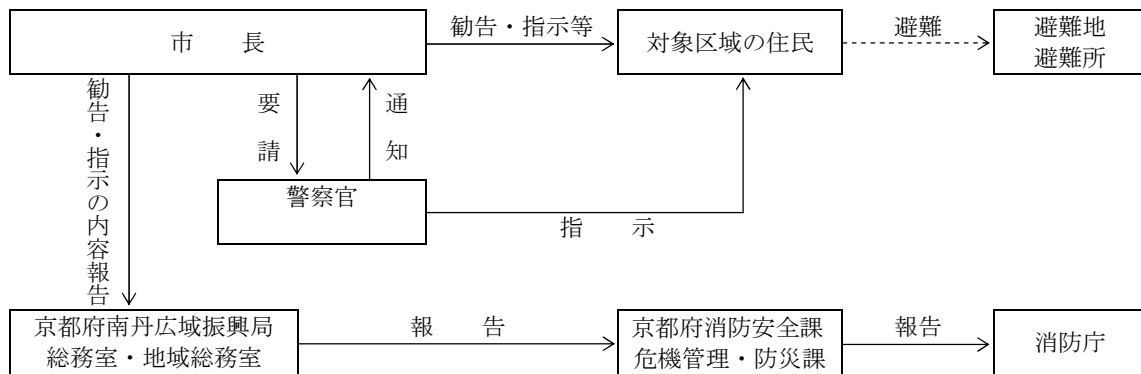 市　　長
勧告・指示等
対象区域の住民
避難
避難地
避難所
勧告・指示の内容報告
要請
通知
警察官
指　　示
京都府南丹広域振興局
総務室・地域総務室
報　　告
京都府消防安全課
危機管理・防災課
報告
消防庁